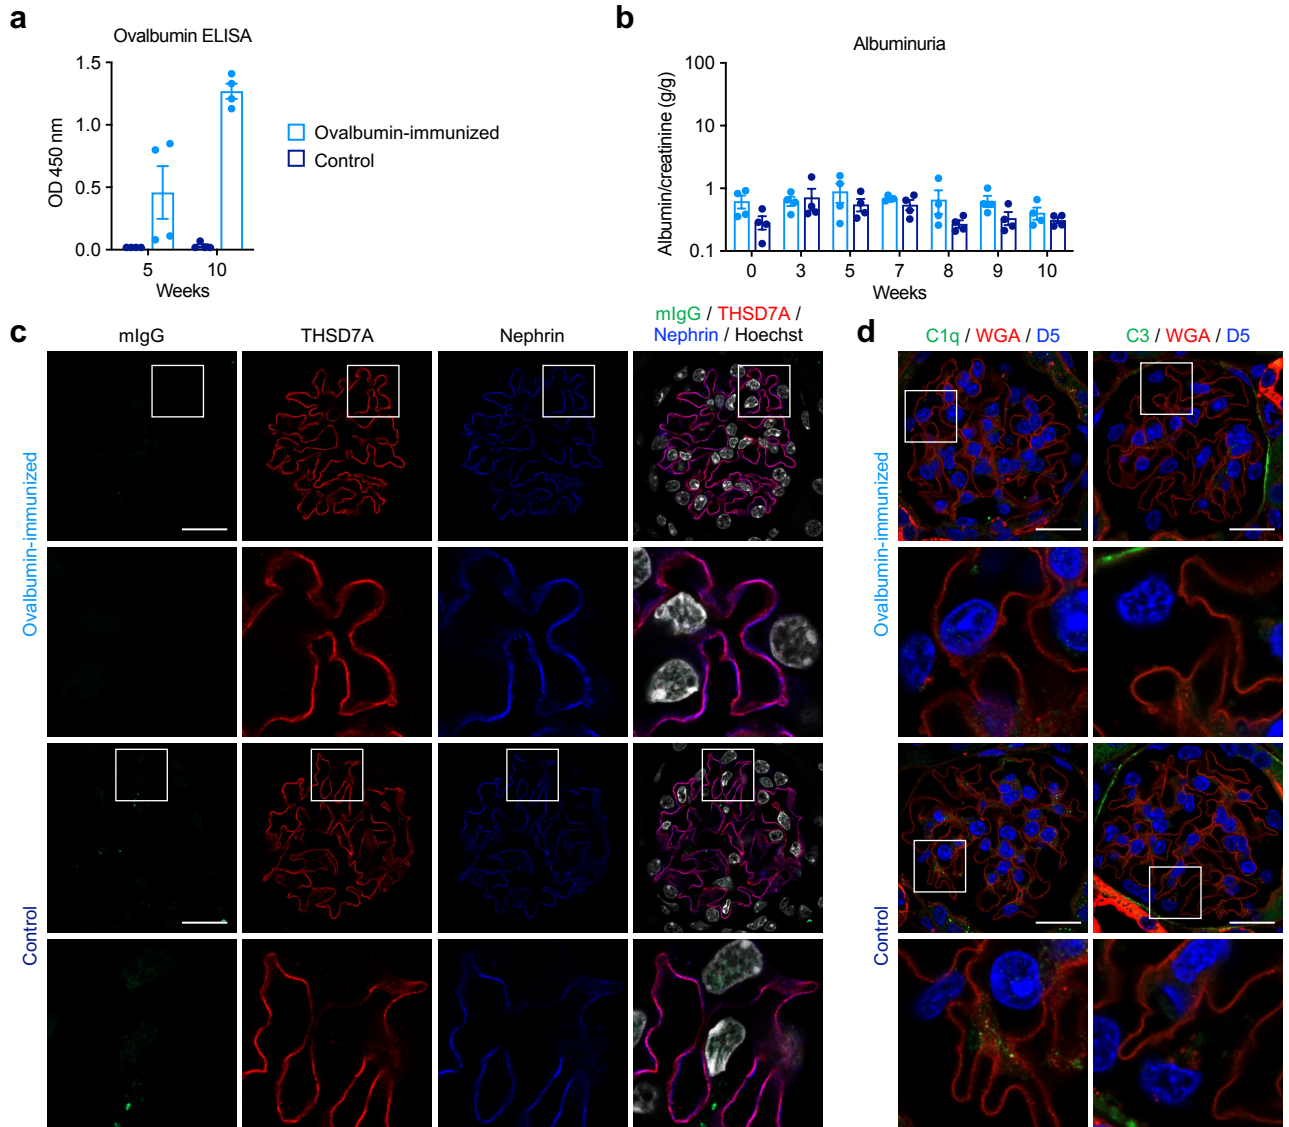 a
Ovalbumin ELISA
1.5
1.0
0.5
0.0
OD 450 nm
5
10
Weeks
Ovalbumin-immunized
Control
b
Albuminuria
100
10
1
0.1
Albumin/creatinine (g/g)
0
3
5
7
8
9
10
Weeks
c
mIgG
THSD7A
Nephrin
mIgG / THSD7A /
Nephrin / Hoechst
Ovalbumin-immunized
Control
d
C1q / WGA / D5
C3 / WGA / D5
Ovalbumin-immunized
Control